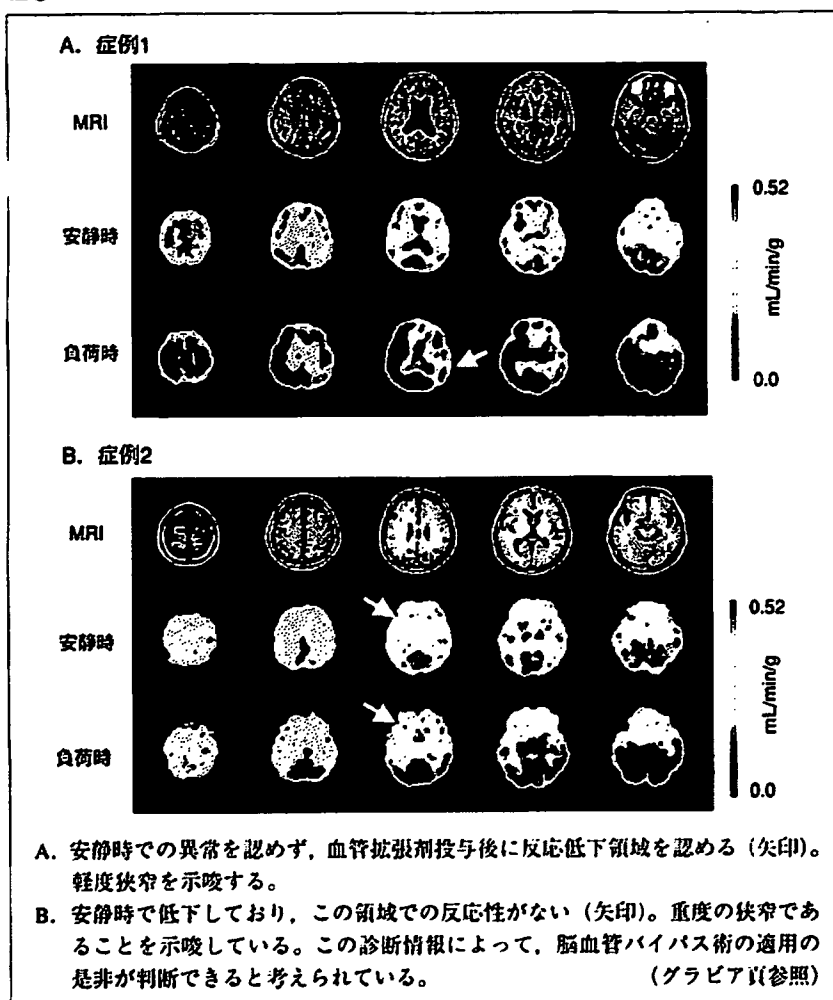 A. 症例1
MRI
安静時
負荷時
0.52
mL/min/g
0.0
B. 症例2
MRI
安静時
負荷時
0.52
mL/min/g
0.0
A. 安静時での異常を認めず，血管拡張剤投与後に反応低下領域を認める（矢印）。
軽度狭窄を示唆する。
B. 安静時で低下しており，この領域での反応性がない（矢印）。重度の狭窄であ
ることを示唆している。この診断情報によって，脳血管バイパス術の適用の
是非が判断できると考えられている。
（グラビア頁参照）